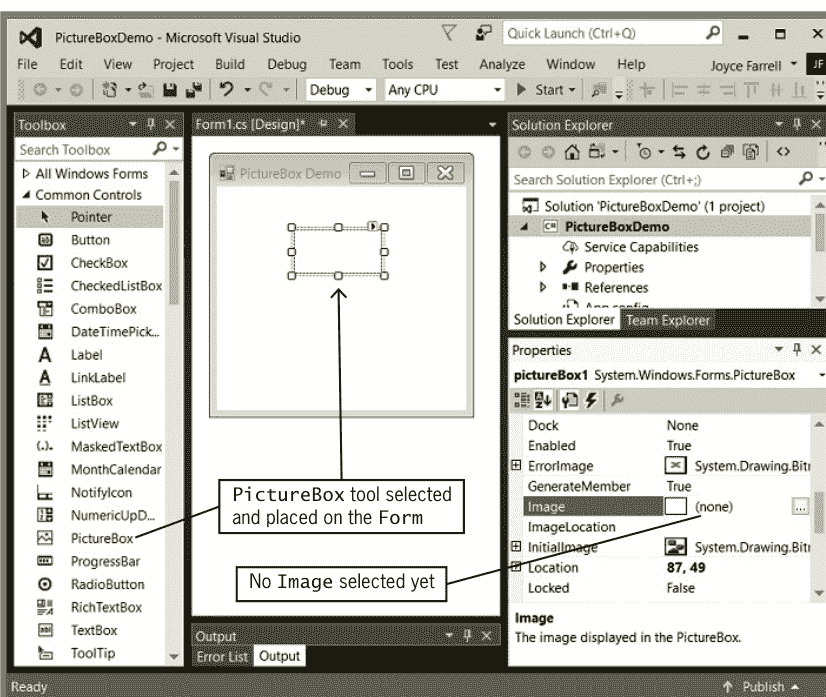 PictureBoxDemo - Microsoft Visual Studio
Quick Launch (Ctrl+Q)
File Edit View Project Build Debug Team Tools Test Analyze Window Help
Joyce Farrell JF
Debug Any CPU Start
Toolbox
Search Toolbox
All Windows Forms
Common Controls
Pointer
Button
CheckBox
CheckedListBox
ComboBox
DateTimePick...
Label
LinkLabel
ListBox
ListView
MaskedTextBox
MonthCalendar
NotifyIcon
NumericUpD...
PictureBox
ProgressBar
RadioButton
RichTextBox
TextBox
ToolTip
Form1.cs [Design]*
PictureBox Demo
PictureBox tool selected
and placed on the Form
No Image selected yet
Output
Error List Output
Solution Explorer
Search Solution Explorer (Ctrl+;)
Solution 'PictureBoxDemo' (1 project)
C# PictureBoxDemo
Service Capabilities
Properties
References
App.config
Solution Explorer Team Explorer
Properties
pictureBox1 System.Windows.Forms.PictureBox
Dock None
Enabled True
ErrorImage System.Drawing.Bit
GenerateMember True
Image (none) ...
ImageLocation
InitialImage System.Drawing.Bit
Location 87, 49
Locked False
Image
The image displayed in the PictureBox.
Ready
Publish